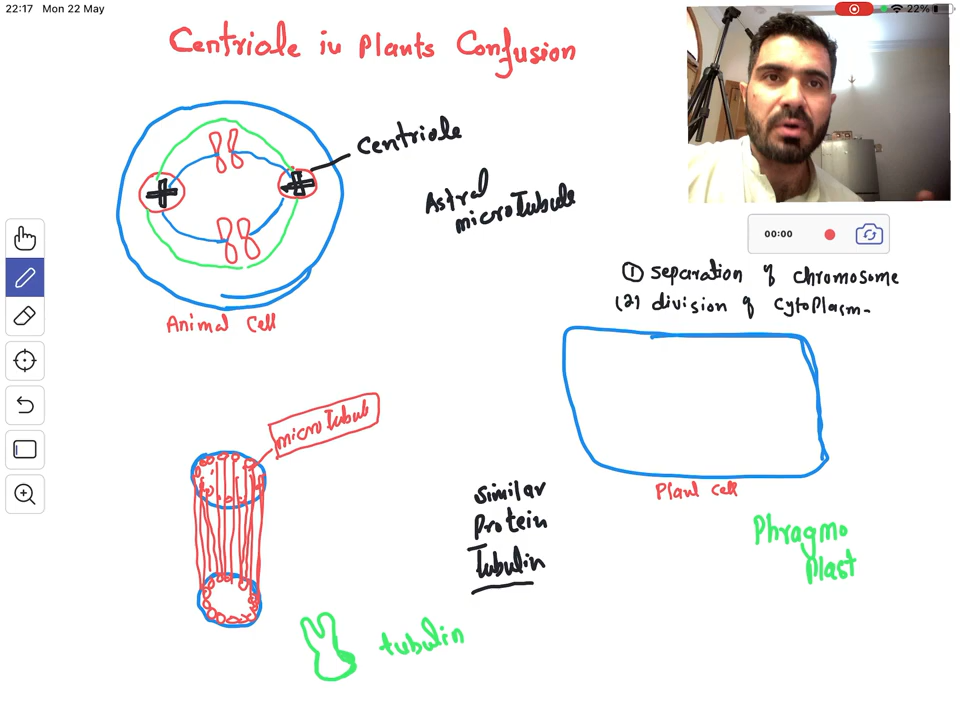 22:17 Mon 22 May
22%
Centriole in Plants Confusion
Centriole
Astral
microTubule
00:00
① separation of chromosome
(2) division of cytoplasm-
Animal Cell
microTubub
Plant cell
Similar
Protein
Tubulin
Phragmo
plast
tubulin